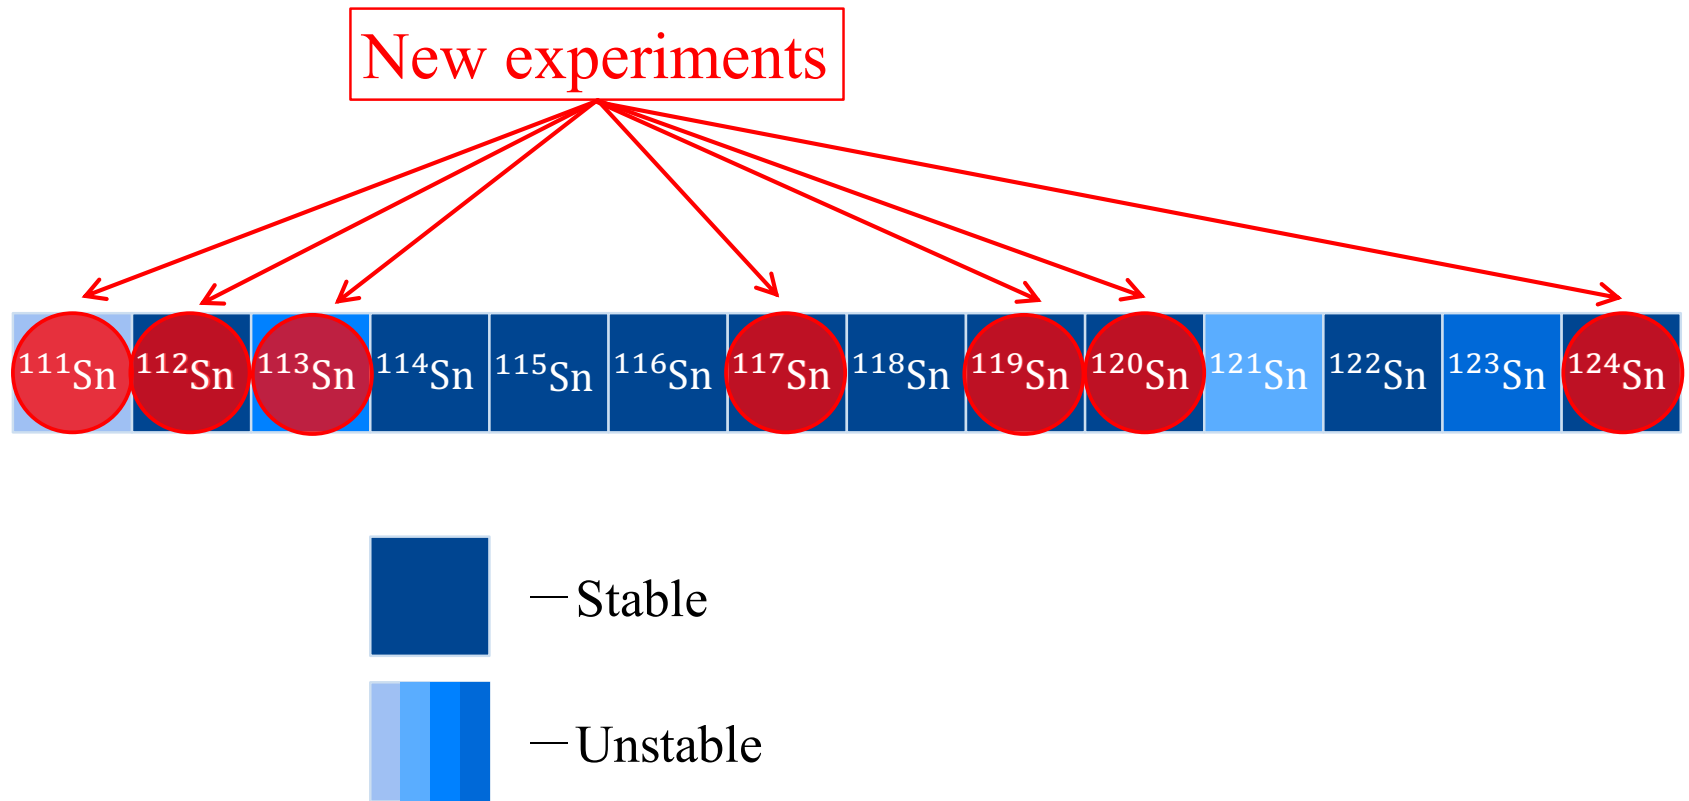 New experiments
¹¹¹Sn ¹¹²Sn ¹¹³Sn ¹¹⁴Sn ¹¹⁵Sn ¹¹⁶Sn ¹¹⁷Sn ¹¹⁸Sn ¹¹⁹Sn ¹²⁰Sn ¹²¹Sn ¹²²Sn ¹²³Sn ¹²⁴Sn
— Stable
— Unstable